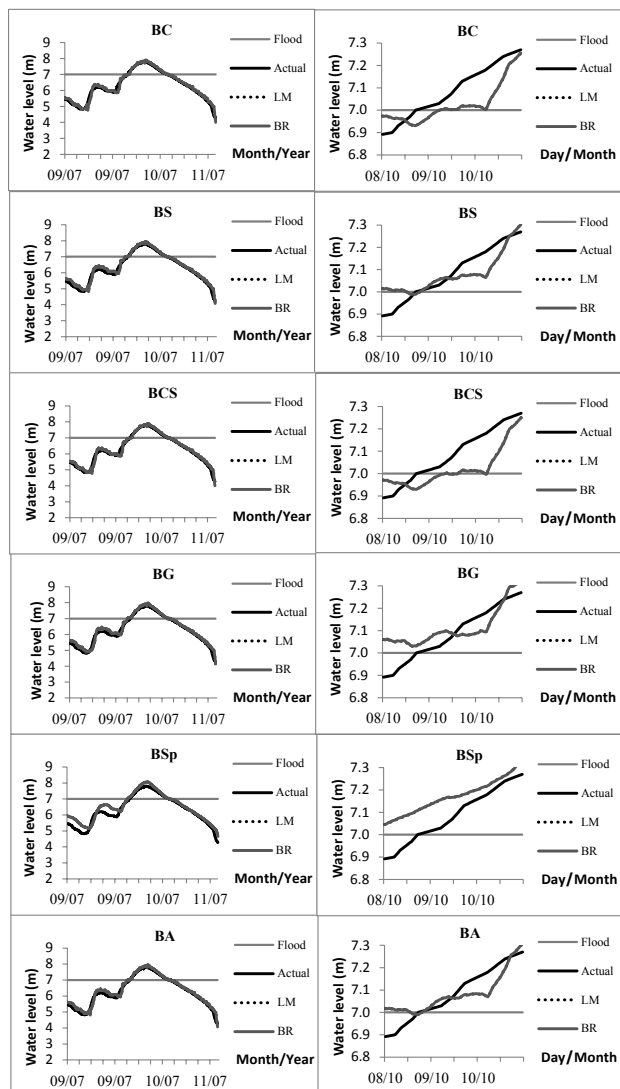 BC
Water level (m)
9
8
7
6
5
4
3
2
09/07 09/07 10/07 11/07
Flood
Actual
LM
BR
Month/Year
BC
7.3
7.2
7.1
7.0
6.9
6.8
08/10 09/10 10/10
Flood
Actual
LM
BR
Day/Month
BS
Water level (m)
9
8
7
6
5
4
3
2
09/07 09/07 10/07 11/07
Flood
Actual
LM
BR
Month/Year
BS
7.3
7.2
7.1
7.0
6.9
6.8
08/10 09/10 10/10
Flood
Actual
LM
BR
Day/Month
BCS
Water level (m)
9
8
7
6
5
4
3
2
09/07 09/07 10/07 11/07
Flood
Actual
LM
BR
Month/Year
BCS
7.3
7.2
7.1
7.0
6.9
6.8
08/10 09/10 10/10
Flood
Actual
LM
BR
Day/Month
BG
Water level (m)
9
8
7
6
5
4
3
2
09/07 09/07 10/07 11/07
Flood
Actual
LM
BR
Month/Year
BG
7.3
7.2
7.1
7.0
6.9
6.8
08/10 09/10 10/10
Flood
Actual
LM
BR
Day/Month
BSp
Water level (m)
9
8
7
6
5
4
3
2
09/07 09/07 10/07 11/07
Flood
Actual
LM
BR
Month/Year
BSp
7.3
7.2
7.1
7.0
6.9
6.8
08/10 09/10 10/10
Flood
Actual
LM
BR
Day/Month
BA
Water level (m)
9
8
7
6
5
4
3
2
09/07 09/07 10/07 11/07
Flood
Actual
LM
BR
Month/Year
BA
7.3
7.2
7.1
7.0
6.9
6.8
08/10 09/10 10/10
Flood
Actual
LM
BR
Day/Month